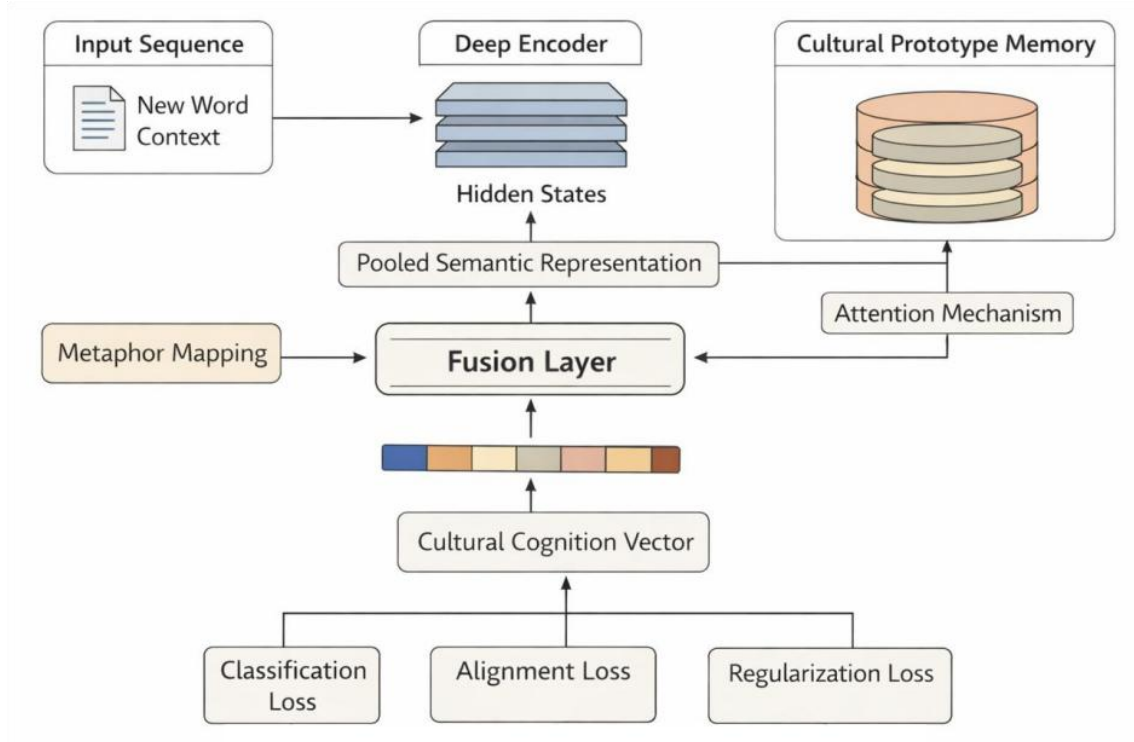 Input Sequence
New Word
Context
Deep Encoder
Hidden States
Cultural Prototype Memory
Pooled Semantic Representation
Attention Mechanism
Metaphor Mapping
Fusion Layer
Cultural Cognition Vector
Classification
Loss
Alignment Loss
Regularization Loss